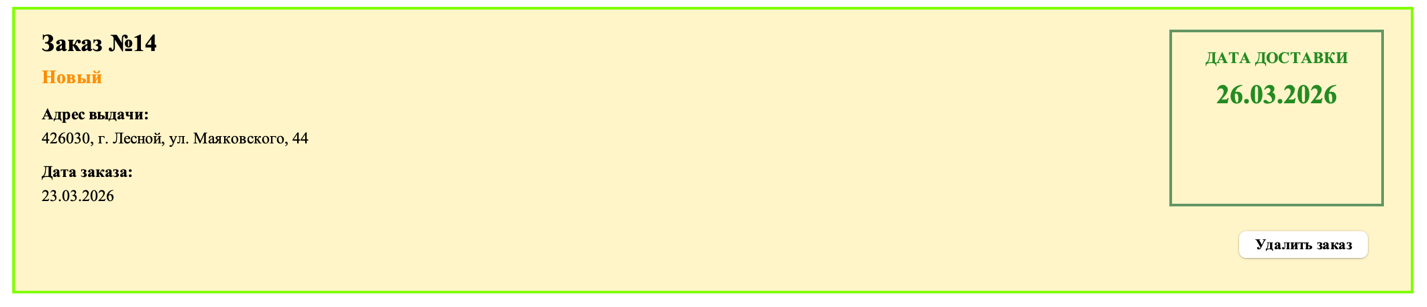 Заказ №14
Новый
Адрес выдачи:
426030, г. Лесной, ул. Маяковского, 44
Дата заказа:
23.03.2026
ДАТА ДОСТАВКИ
26.03.2026
Удалить заказ